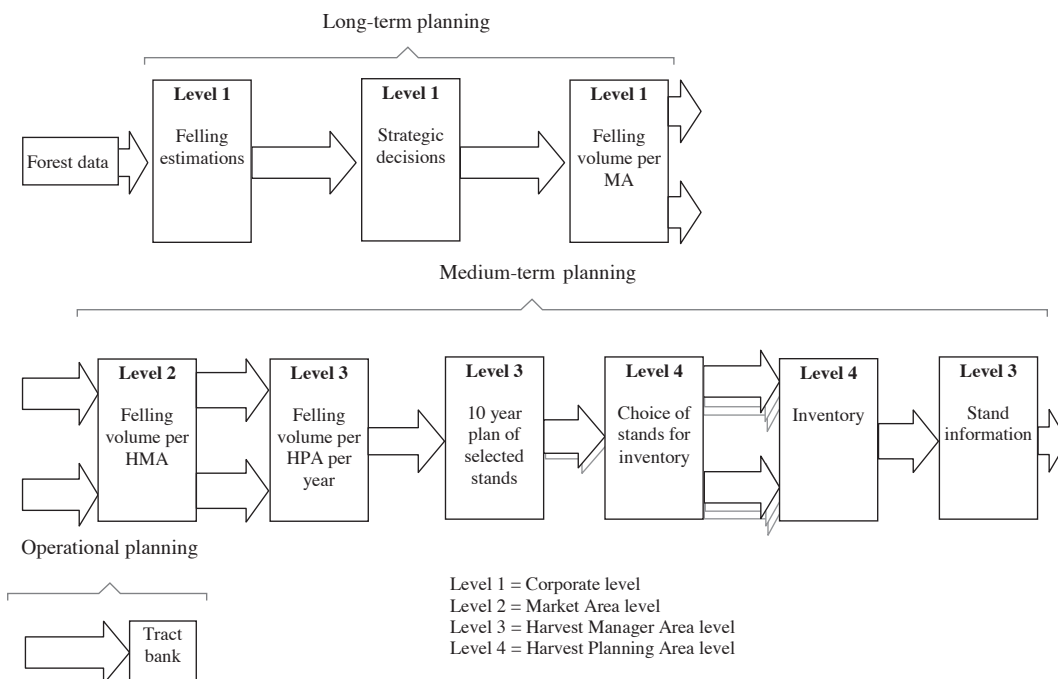 Long-term planning
Forest data
Level 1
Felling
estimations
Level 1
Strategic
decisions
Level 1
Felling
volume per
MA
Medium-term planning
Level 2
Felling
volume per
HMA
Level 3
Felling
volume per
HPA per
year
Level 3
10 year
plan of
selected
stands
Level 4
Choice of
stands for
inventory
Level 4
Inventory
Level 3
Stand
information
Operational planning
Tract
bank
Level 1 = Corporate level
Level 2 = Market Area level
Level 3 = Harvest Manager Area level
Level 4 = Harvest Planning Area level